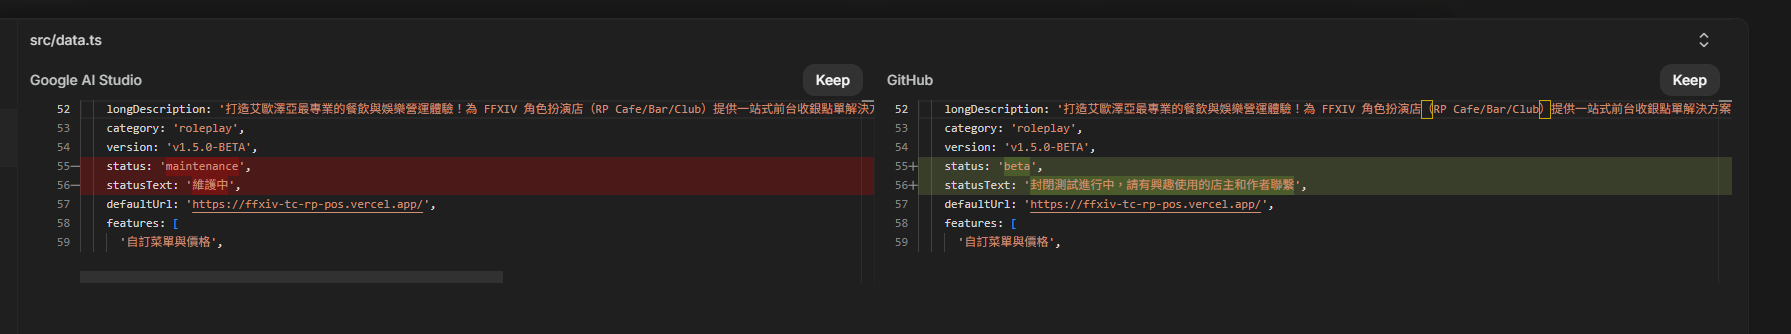 src/data.ts
Google AI Studio
Keep
52 longDescription: '打造艾歐澤亞最專業的餐飲與娛樂營運體驗！為 FFXIV 角色扮演店（RP Cafe/Bar/Club）提供一站式前台收銀點單解決
53 category: 'roleplay',
54 version: 'v1.5.0-BETA',
55— status: 'maintenance',
56— statusText: '維護中',
57 defaultUrl: 'https://ffxiv-tc-rp-pos.vercel.app/',
58 features: [
59 '自訂菜單與價格',
GitHub
Keep
52 longDescription: '打造艾歐澤亞最專業的餐飲與娛樂營運體驗！為 FFXIV 角色扮演店（RP Cafe/Bar/Club）提供一站式前台收銀點單解決方案
53 category: 'roleplay',
54 version: 'v1.5.0-BETA',
55+ status: 'beta',
56+ statusText: '封閉測試進行中，請有興趣使用的店主和作者聯繫',
57 defaultUrl: 'https://ffxiv-tc-rp-pos.vercel.app/',
58 features: [
59 '自訂菜單與價格',